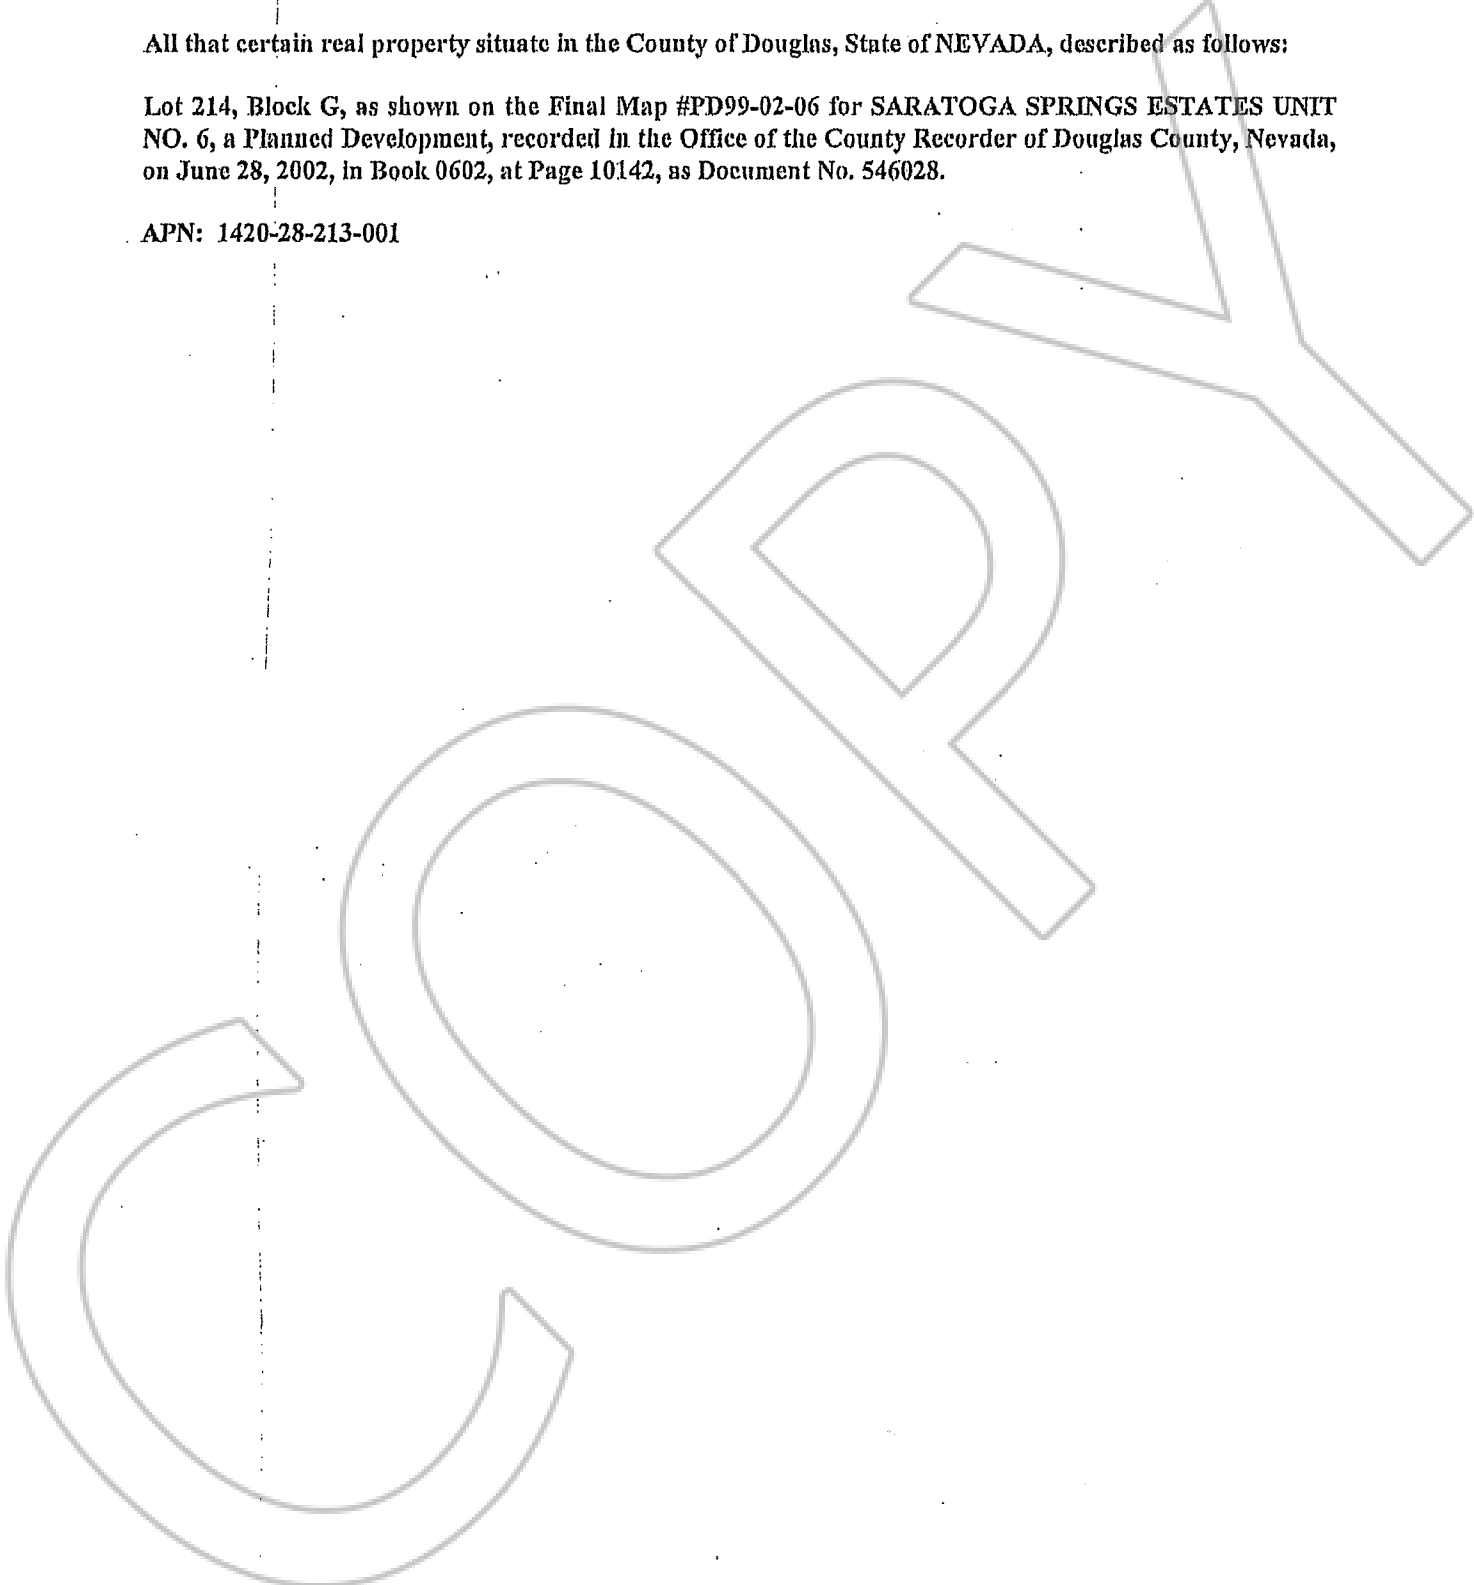 All that certain real property situate in the County of Douglas, State of NEVADA, described as follows:
Lot 214, Block G, as shown on the Final Map #PD99-02-06 for SARATOGA SPRINGS ESTATES UNIT
NO. 6, a Planned Development, recorded in the Office of the County Recorder of Douglas County, Nevada,
on June 28, 2002, in Book 0602, at Page 10142, as Document No. 546028.
APN: 1420-28-213-001
COPY